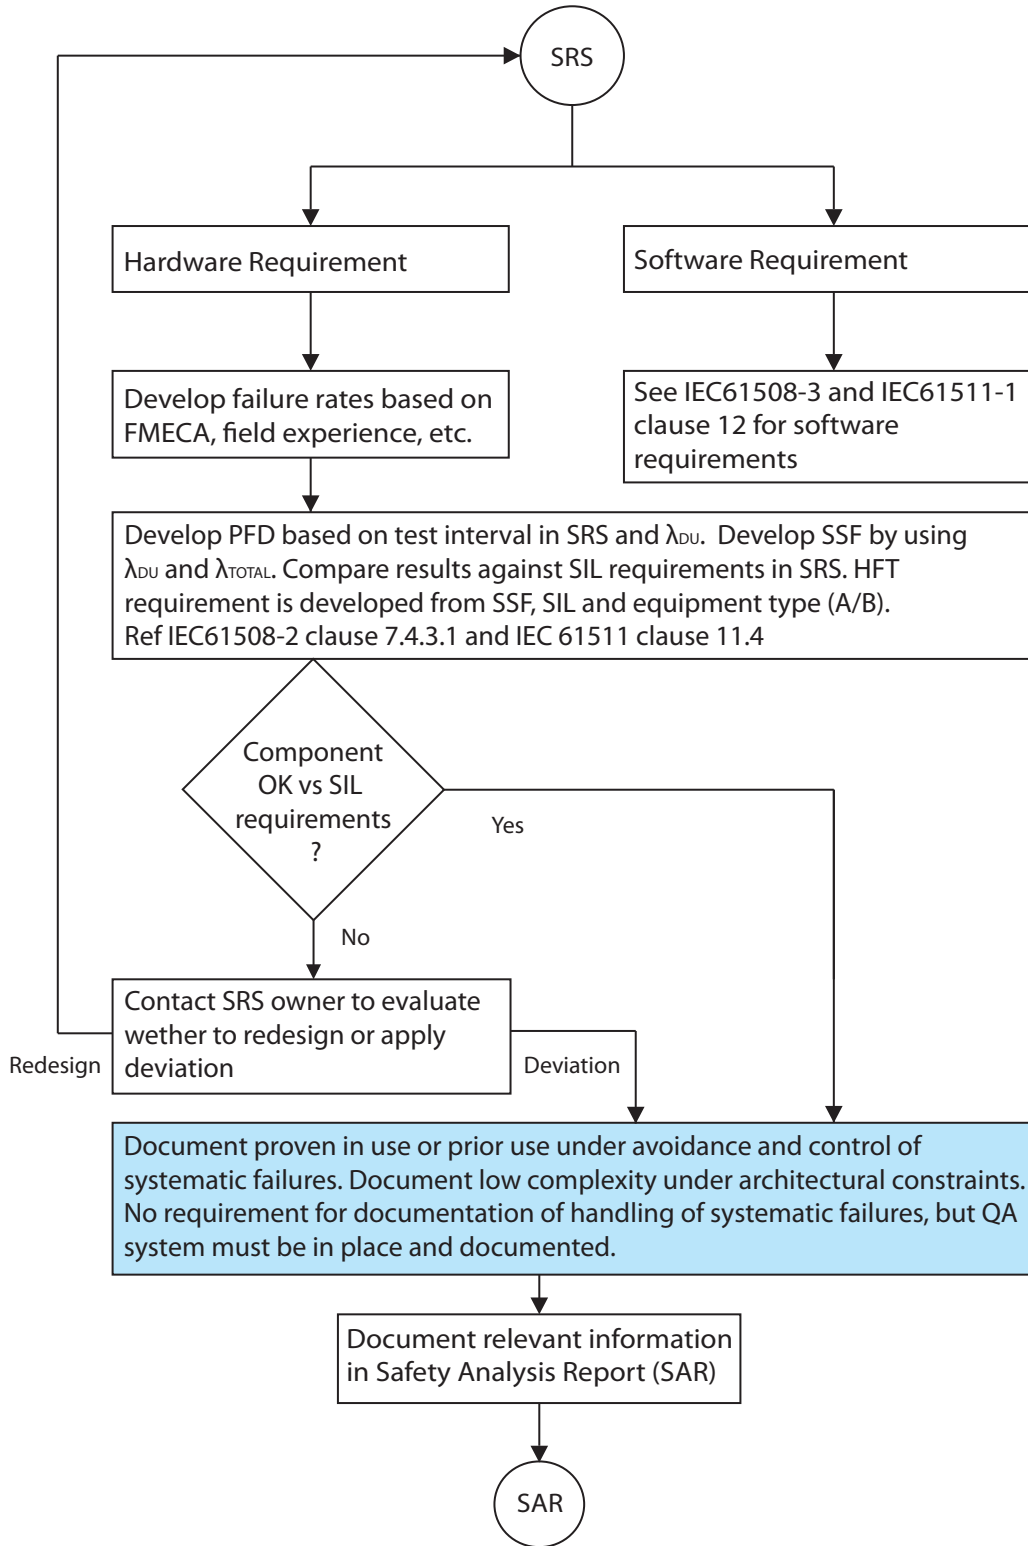 SRS
Hardware Requirement
Software Requirement
Develop failure rates based on
FMECA, field experience, etc.
See IEC61508-3 and IEC61511-1
clause 12 for software
requirements
Develop PFD based on test interval in SRS and λDU. Develop SSF by using
λDU and λTOTAL. Compare results against SIL requirements in SRS. HFT
requirement is developed from SSF, SIL and equipment type (A/B).
Ref IEC61508-2 clause 7.4.3.1 and IEC 61511 clause 11.4
Component
OK vs SIL
requirements
?
Yes
No
Contact SRS owner to evaluate
wether to redesign or apply
deviation
Redesign
Deviation
Document proven in use or prior use under avoidance and control of
systematic failures. Document low complexity under architectural constraints.
No requirement for documentation of handling of systematic failures, but QA
system must be in place and documented.
Document relevant information
in Safety Analysis Report (SAR)
SAR